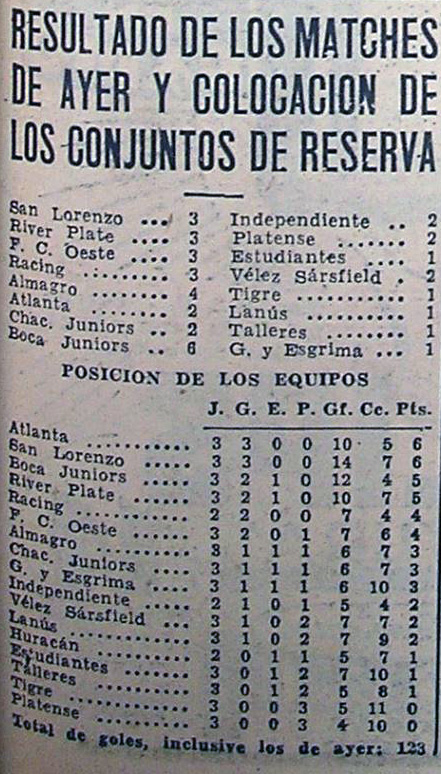 RESULTADO DE LOS MATCHES
DE AYER Y COLOCACION DE
LOS CONJUNTOS DE RESERVA
San Lorenzo ... 3 Independiente .. 2
River Plate .... 3 Platense ....... 2
F. C. Oeste .... 3 Estudiantes .... 1
Racing ......... 3 Vélez Sársfield . 2
Almagro ........ 4 Tigre ........... 1
Atlanta ........ 2 Lanús .......... 1
Chac. Juniors .. 2 Talleres ........ 1
Boca Juniors .. 6 G. y Esgrima ... 1
POSICION DE LOS EQUIPOS
J. G. E. P. Gf. Cc. Pts.
Atlanta ........... 3 3 0 0 10 5 6
San Lorenzo ..... 3 3 0 0 14 7 6
Boca Juniors ..... 3 2 1 0 12 4 5
River Plate ...... 3 2 1 0 10 7 5
Racing ........... 2 2 0 0 7 4 4
F. C. Oeste ...... 3 2 0 1 7 6 4
Almagro .......... 3 1 1 1 6 7 3
Chac. Juniors .... 3 1 1 1 6 7 3
G. y Esgrima ..... 3 1 1 1 6 10 3
Independiente .... 2 1 0 1 5 4 2
Vélez Sársfield ... 3 1 0 2 7 7 2
Lanús ............ 3 1 0 2 7 9 2
Huracán .......... 2 0 1 1 5 7 1
Estudiantes ....... 3 0 1 2 7 10 1
Talleres .......... 3 0 1 2 5 8 1
Tigre ............. 3 0 0 3 5 11 0
Platense .......... 3 0 0 3 4 10 0
Total de goles, inclusive los de ayer: 123